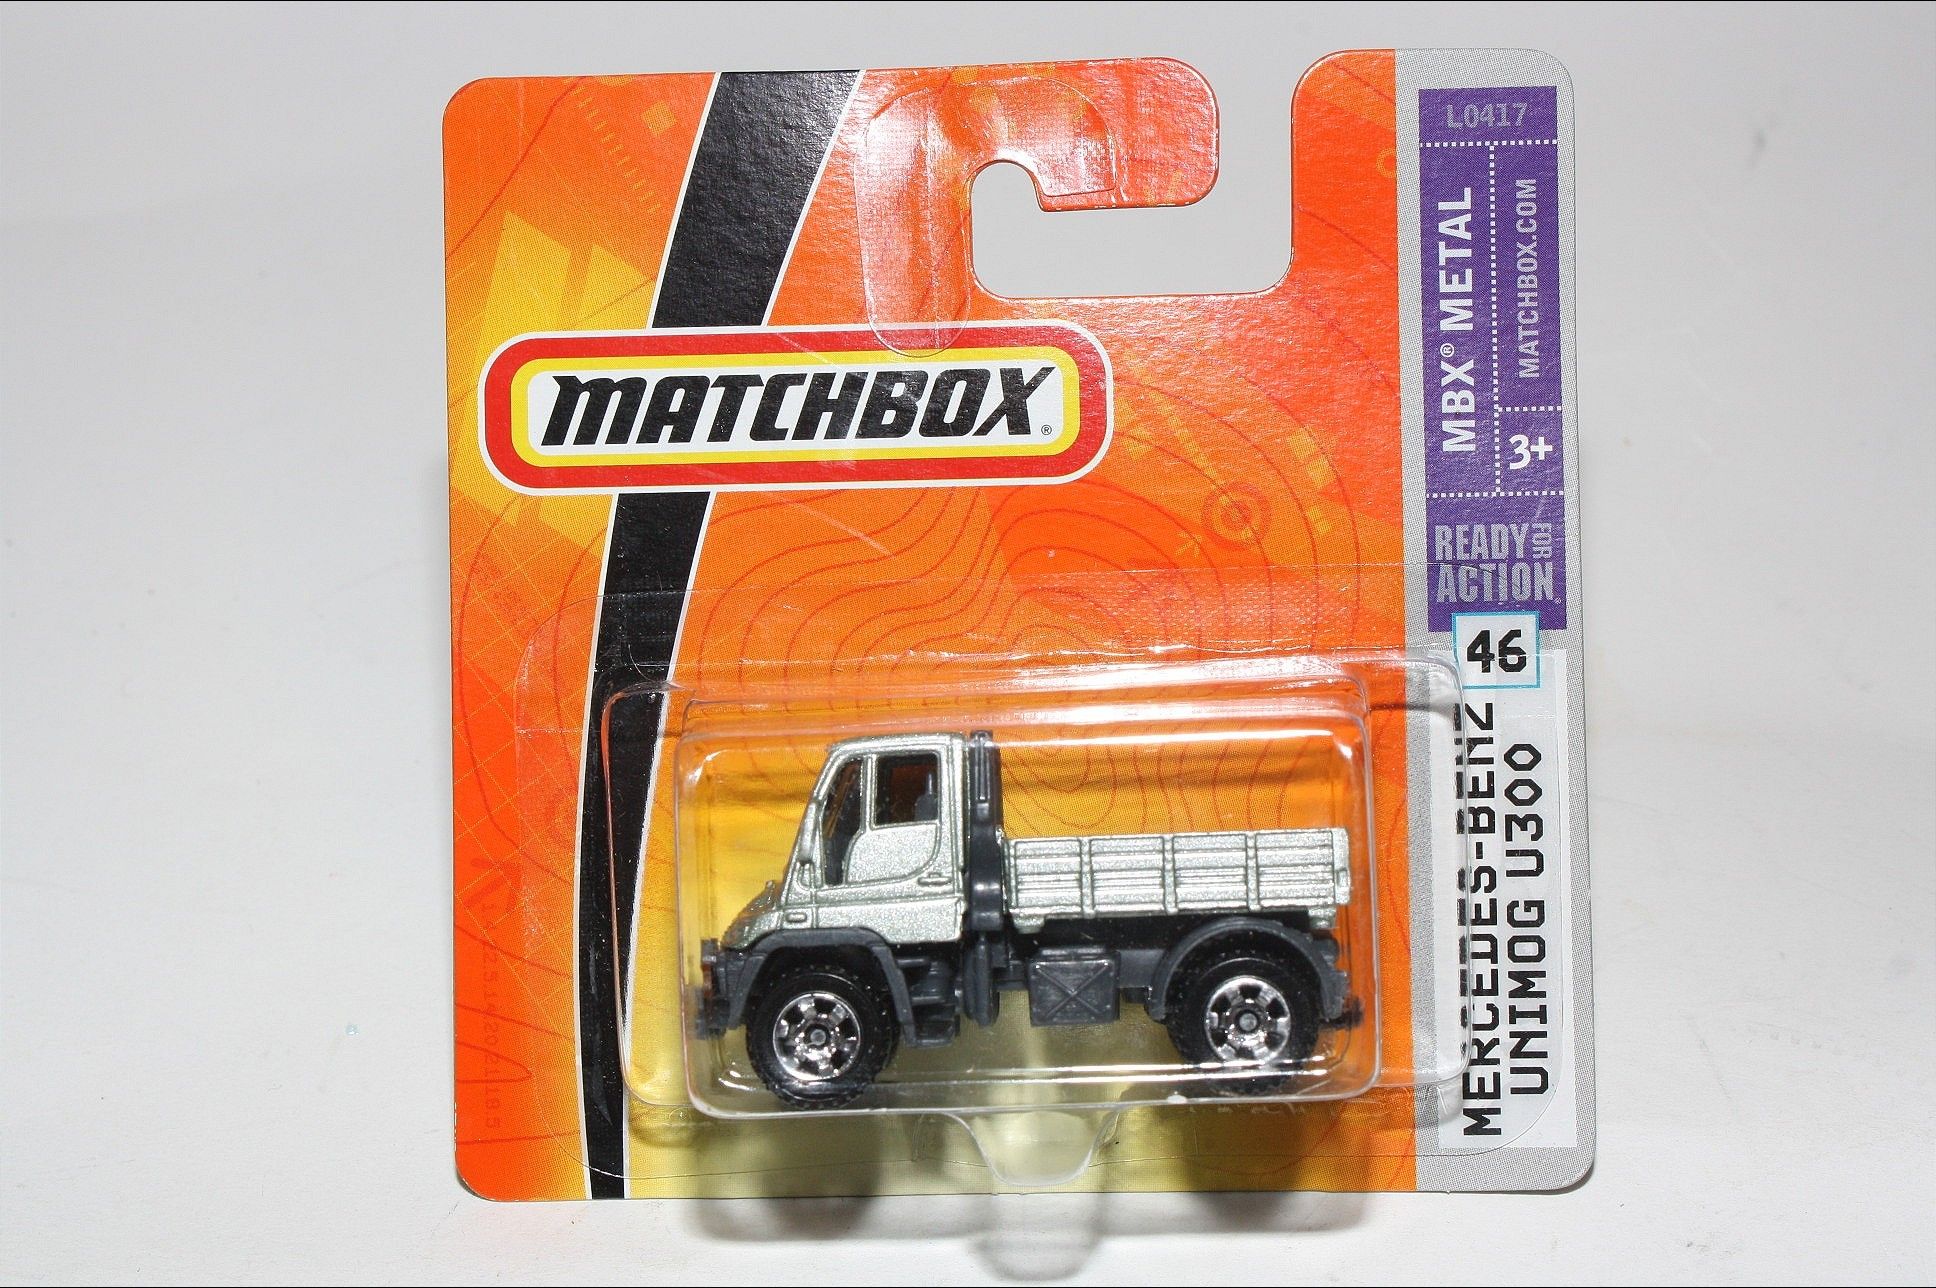 MATCHBOX®
L0417
MBX® METAL
MATCHBOX.COM
3+
READY FOR
ACTION®
46
MERCEDES-BENZ
UNIMOG U300